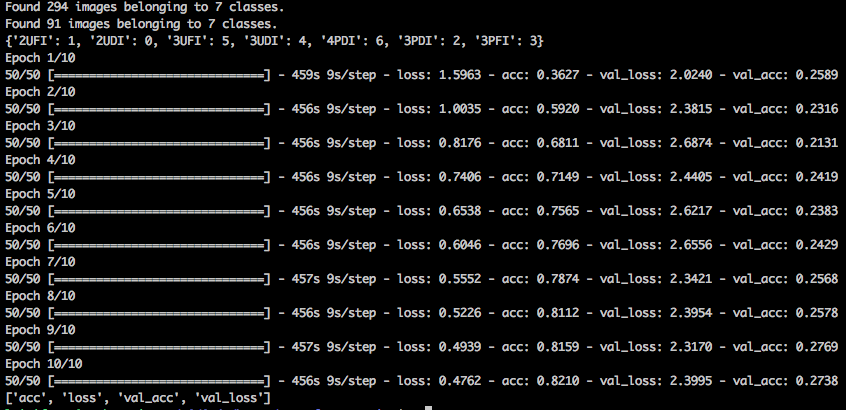 Found 294 images belonging to 7 classes.
Found 91 images belonging to 7 classes.
{'2UFI': 1, '2UDI': 0, '3UFI': 5, '3UDI': 4, '4PDI': 6, '3PDI': 2, '3PFI': 3}
Epoch 1/10
50/50 [==============================] - 459s 9s/step - loss: 1.5963 - acc: 0.3627 - val_loss: 2.0240 - val_acc: 0.2589
Epoch 2/10
50/50 [==============================] - 456s 9s/step - loss: 1.0035 - acc: 0.5920 - val_loss: 2.3815 - val_acc: 0.2316
Epoch 3/10
50/50 [==============================] - 456s 9s/step - loss: 0.8176 - acc: 0.6811 - val_loss: 2.6874 - val_acc: 0.2131
Epoch 4/10
50/50 [==============================] - 456s 9s/step - loss: 0.7406 - acc: 0.7149 - val_loss: 2.4405 - val_acc: 0.2419
Epoch 5/10
50/50 [==============================] - 456s 9s/step - loss: 0.6538 - acc: 0.7565 - val_loss: 2.6217 - val_acc: 0.2383
Epoch 6/10
50/50 [==============================] - 456s 9s/step - loss: 0.6046 - acc: 0.7696 - val_loss: 2.6556 - val_acc: 0.2429
Epoch 7/10
50/50 [==============================] - 457s 9s/step - loss: 0.5552 - acc: 0.7874 - val_loss: 2.3421 - val_acc: 0.2568
Epoch 8/10
50/50 [==============================] - 456s 9s/step - loss: 0.5226 - acc: 0.8112 - val_loss: 2.3954 - val_acc: 0.2578
Epoch 9/10
50/50 [==============================] - 457s 9s/step - loss: 0.4939 - acc: 0.8159 - val_loss: 2.3170 - val_acc: 0.2769
Epoch 10/10
50/50 [==============================] - 456s 9s/step - loss: 0.4762 - acc: 0.8210 - val_loss: 2.3995 - val_acc: 0.2738
['acc', 'loss', 'val_acc', 'val_loss']